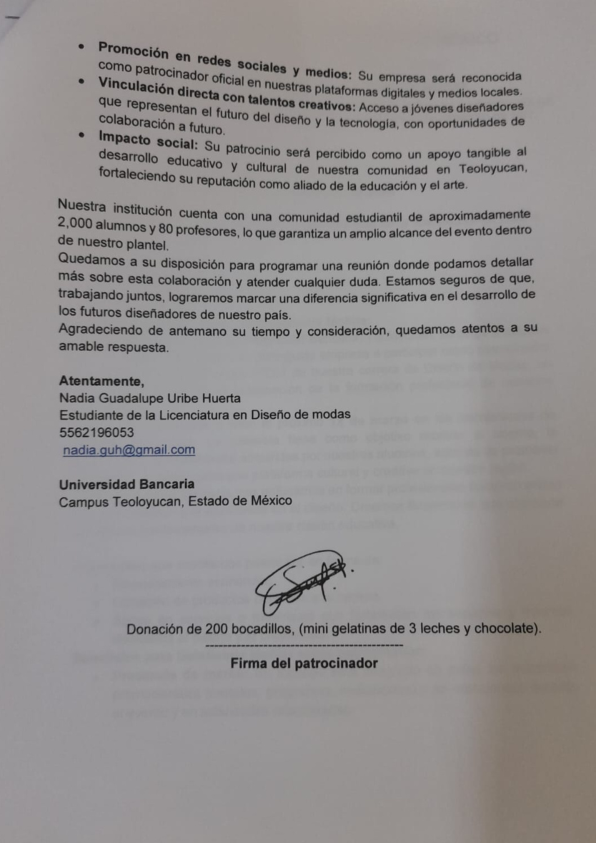 • Promoción en redes sociales y medios: Su empresa será reconocida
como patrocinador oficial en nuestras plataformas digitales y medios locales.
• Vinculación directa con talentos creativos: Acceso a jóvenes diseñadores
que representan el futuro del diseño y la tecnología, con oportunidades de
colaboración a futuro.
• Impacto social: Su patrocinio será percibido como un apoyo tangible al
desarrollo educativo y cultural de nuestra comunidad en Teoloyucan,
fortaleciendo su reputación como aliado de la educación y el arte.
Nuestra institución cuenta con una comunidad estudiantil de aproximadamente
2,000 alumnos y 80 profesores, lo que garantiza un amplio alcance del evento dentro
de nuestro plantel.
Quedamos a su disposición para programar una reunión donde podamos detallar
más sobre esta colaboración y atender cualquier duda. Estamos seguros de que,
trabajando juntos, lograremos marcar una diferencia significativa en el desarrollo de
los futuros diseñadores de nuestro país.
Agradeciendo de antemano su tiempo y consideración, quedamos atentos a su
amable respuesta.
Atentamente,
Nadia Guadalupe Uribe Huerta
Estudiante de la Licenciatura en Diseño de modas
5562196053
nadia.guh@gmail.com
Universidad Bancaria
Campus Teoloyucan, Estado de México
Donación de 200 bocadillos, (mini gelatinas de 3 leches y chocolate).
Firma del patrocinador